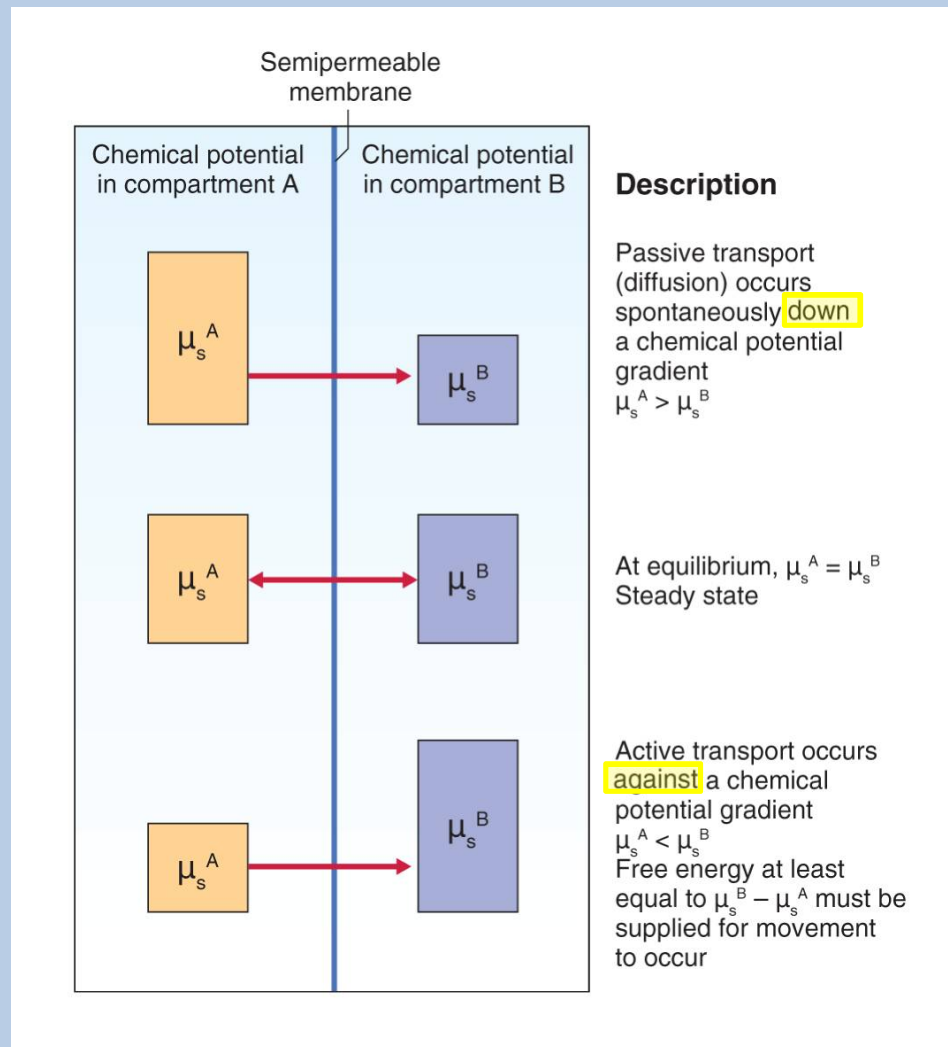 Semipermeable
membrane
Chemical potential
in compartment A
Chemical potential
in compartment B
Description
μₛᴬ
μₛᴮ
Passive transport
(diffusion) occurs
spontaneously down
a chemical potential
gradient
μₛᴬ > μₛᴮ
μₛᴬ
μₛᴮ
At equilibrium, μₛᴬ = μₛᴮ
Steady state
μₛᴬ
μₛᴮ
Active transport occurs
against a chemical
potential gradient
μₛᴬ < μₛᴮ
Free energy at least
equal to μₛᴮ – μₛᴬ must be
supplied for movement
to occur